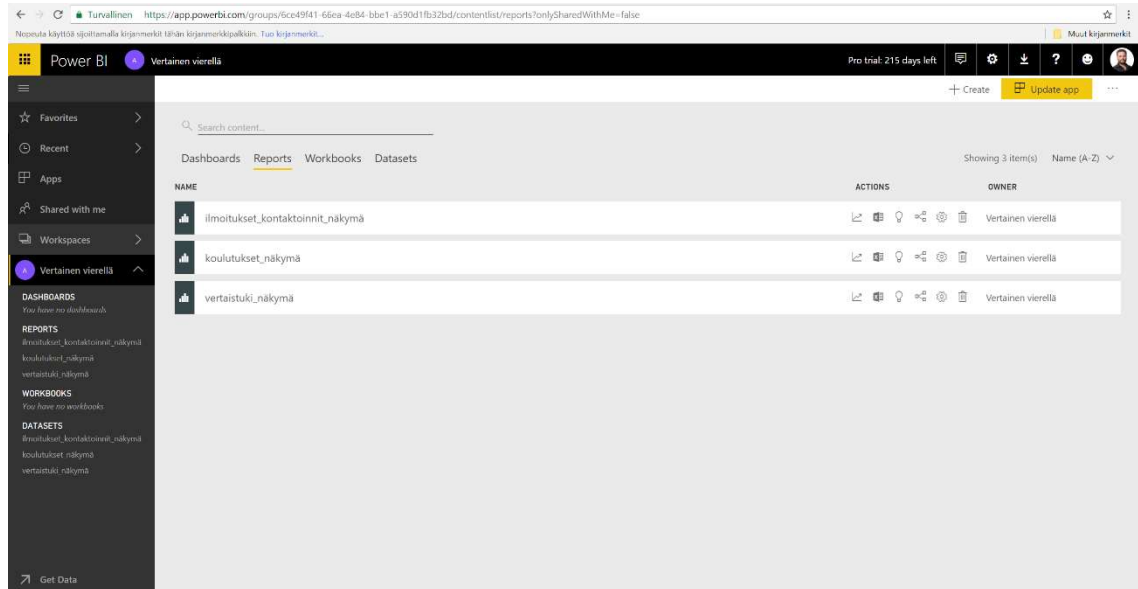 Turvallinen https://app.powerbi.com/groups/6ce49f41-66ea-4e84-bbe1-a590d1fb32bd/contentlist/reports?onlySharedWithMe=false
Nopeuta käyttöä sijoittamalla kirjanmerkit tähän kirjanmerkkipalkkiin. Tuo kirjanmerkit... Muut kirjanmerkit
Power BI A Vertainen vierellä Pro trial: 215 days left ?
+ Create Update app ...
Favorites
Recent
Apps
Shared with me
Workspaces
A Vertainen vierellä
DASHBOARDS
You have no dashboards
REPORTS
ilmoitukset_kontaktoinnit_näkymä
koulutukset_näkymä
vertaistuki_näkymä
WORKBOOKS
You have no workbooks
DATASETS
ilmoitukset_kontaktoinnit_näkymä
koulutukset_näkymä
vertaistuki_näkymä
Get Data
Search content...
Dashboards Reports Workbooks Datasets Showing 3 item(s) Name (A-Z)
NAME ACTIONS OWNER
ilmoitukset_kontaktoinnit_näkymä Vertainen vierellä
koulutukset_näkymä Vertainen vierellä
vertaistuki_näkymä Vertainen vierellä